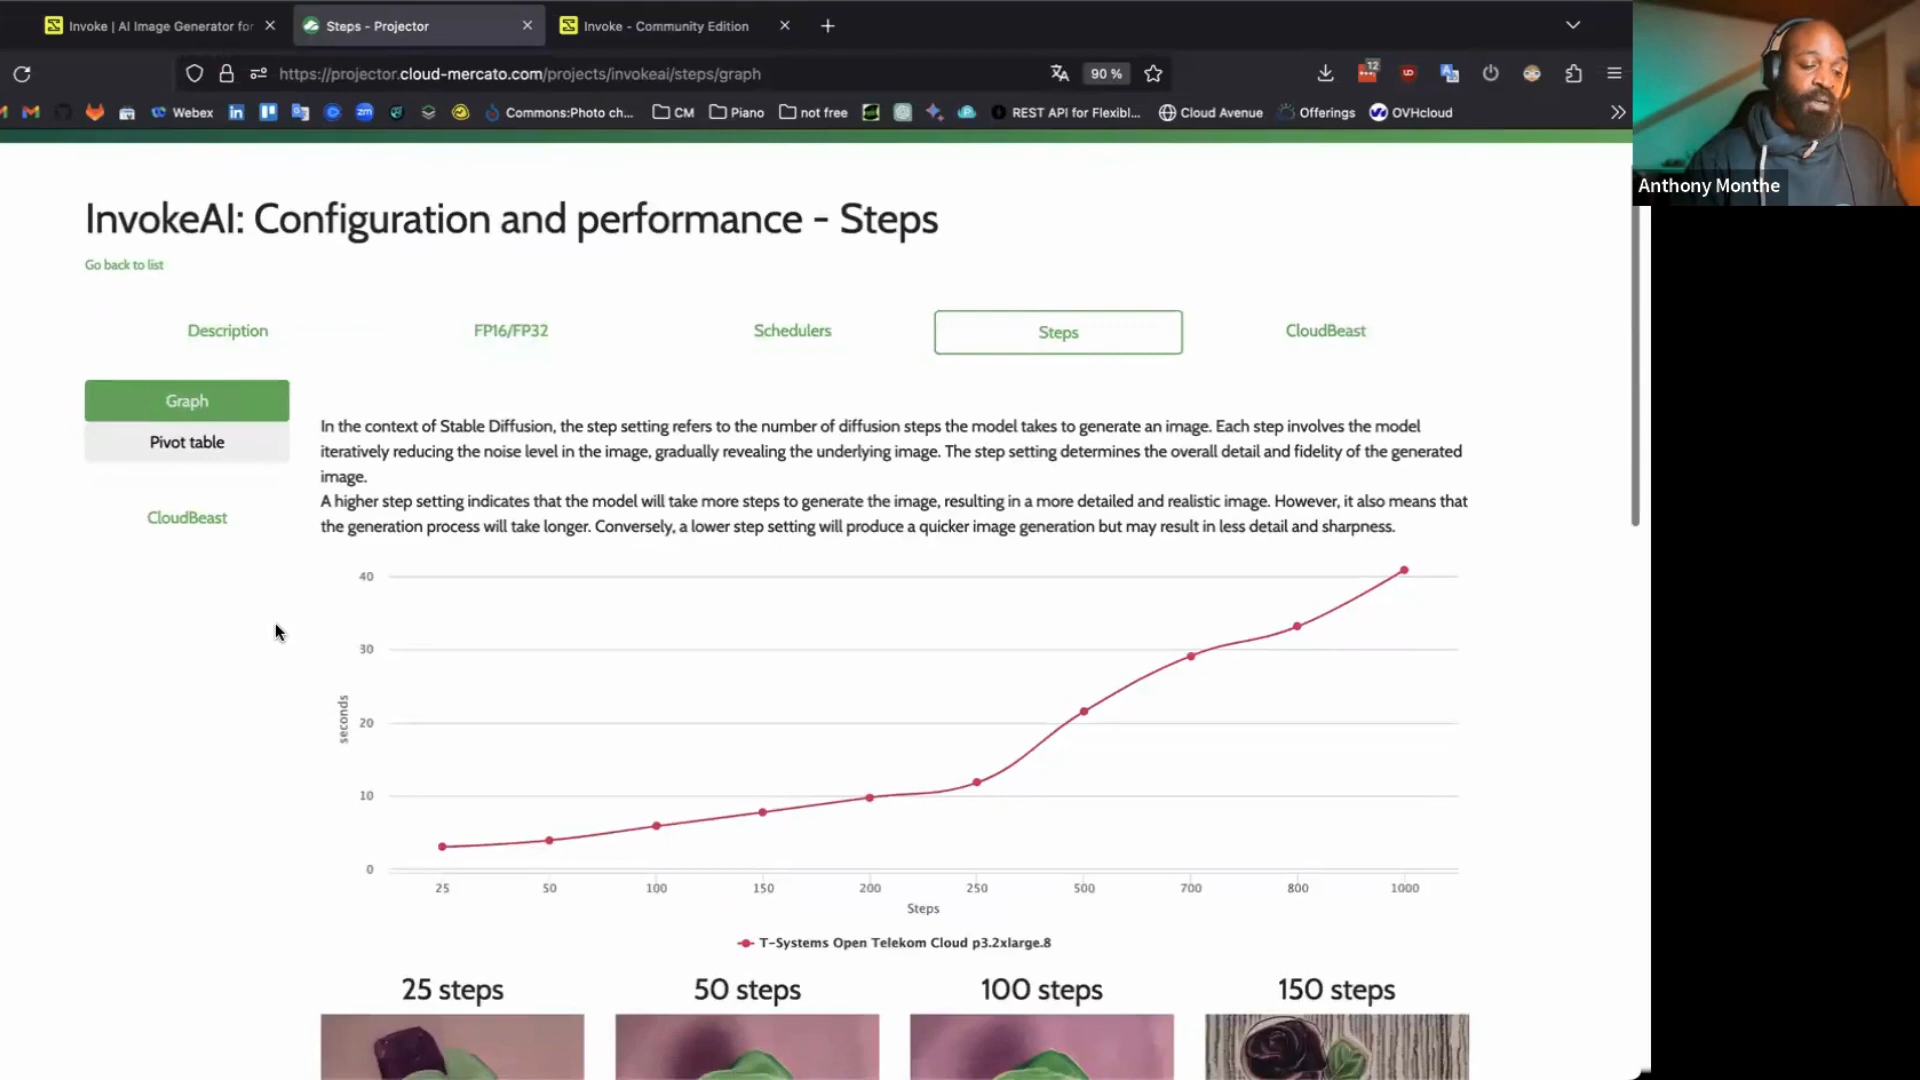 Invoke | AI Image Generator for
Steps - Projector
Invoke - Community Edition
https://projector.cloud-mercato.com/projects/invokeai/steps/graph
90 %
12
Webex
Commons:Photo ch...
CM
Piano
not free
REST API for Flexibl...
Cloud Avenue
Offerings
OVHcloud
Anthony Monthe
InvokeAI: Configuration and performance - Steps
Go back to list
Description
FP16/FP32
Schedulers
Steps
CloudBeast
Graph
Pivot table
CloudBeast
In the context of Stable Diffusion, the step setting refers to the number of diffusion steps the model takes to generate an image. Each step involves the model
iteratively reducing the noise level in the image, gradually revealing the underlying image. The step setting determines the overall detail and fidelity of the generated
image.
A higher step setting indicates that the model will take more steps to generate the image, resulting in a more detailed and realistic image. However, it also means that
the generation process will take longer. Conversely, a lower step setting will produce a quicker image generation but may result in less detail and sharpness.
40
30
20
10
0
seconds
25 50 100 150 200 250 500 700 800 1000
Steps
T-Systems Open Telekom Cloud p3.2xlarge.8
25 steps
50 steps
100 steps
150 steps